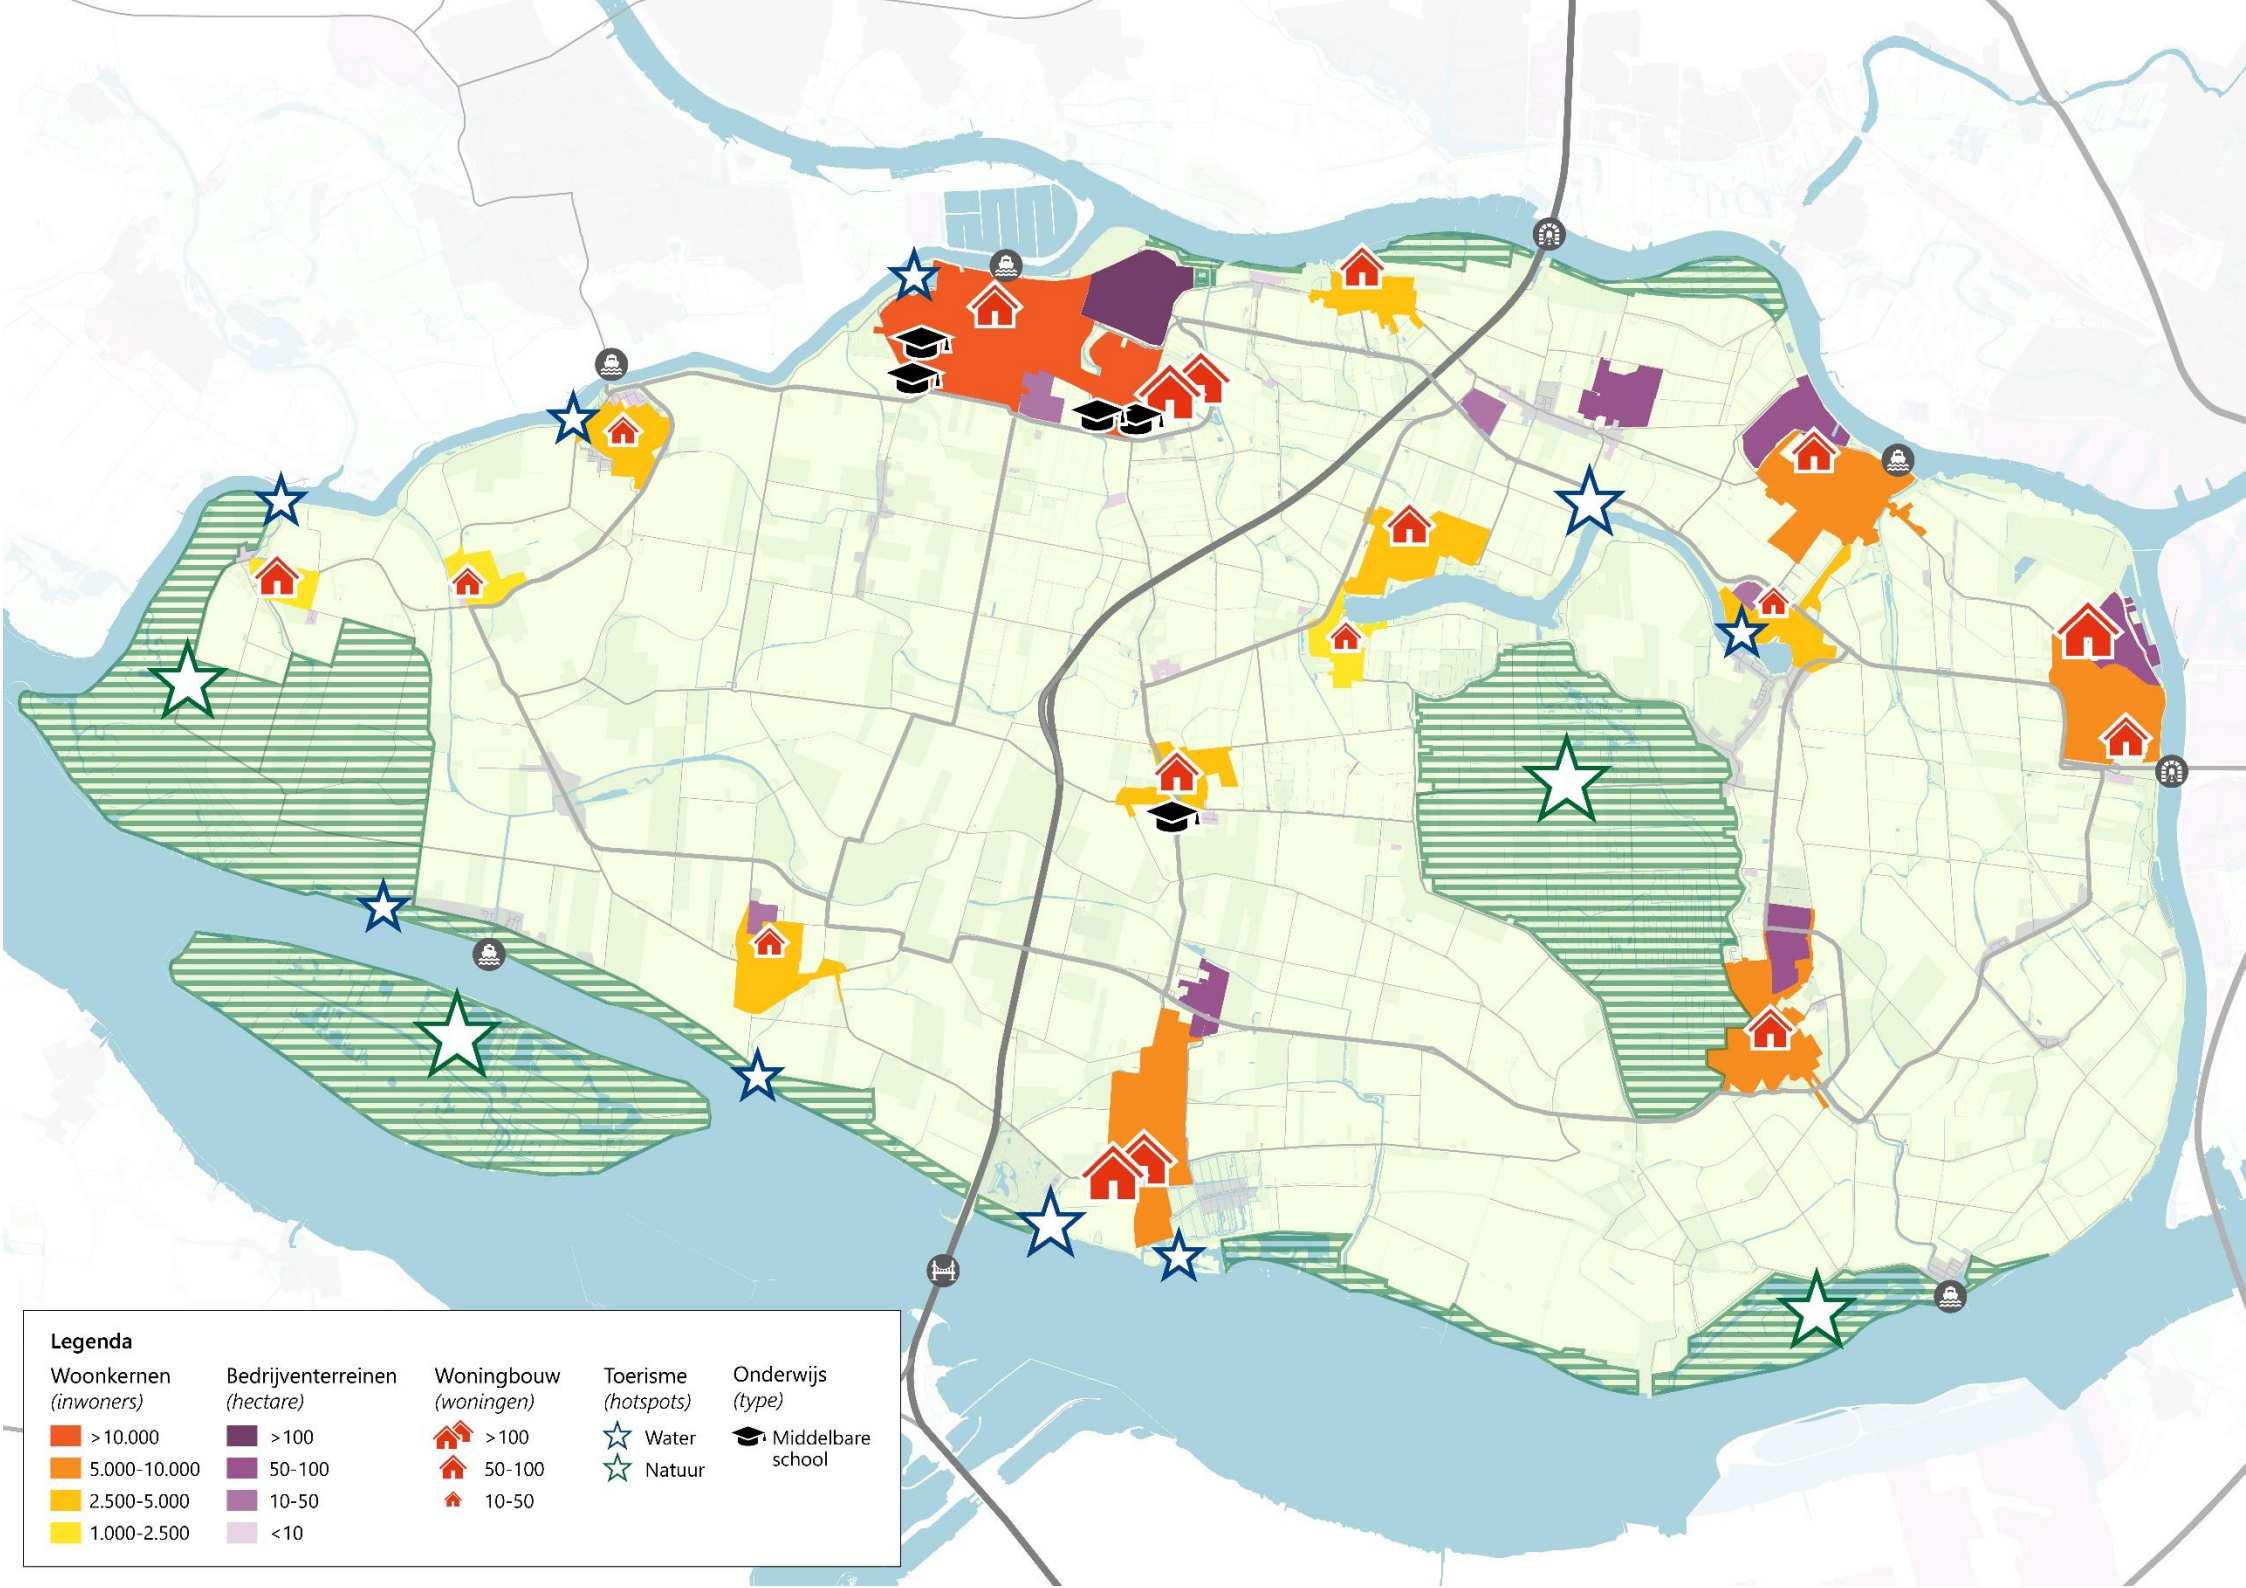 Legenda
Woonkernen
(inwoners)
>10.000
5.000-10.000
2.500-5.000
1.000-2.500
Bedrijventerreinen
(hectare)
>100
50-100
10-50
<10
Woningbouw
(woningen)
>100
50-100
10-50
Toerisme
(hotspots)
Water
Natuur
Onderwijs
(type)
Middelbare
school